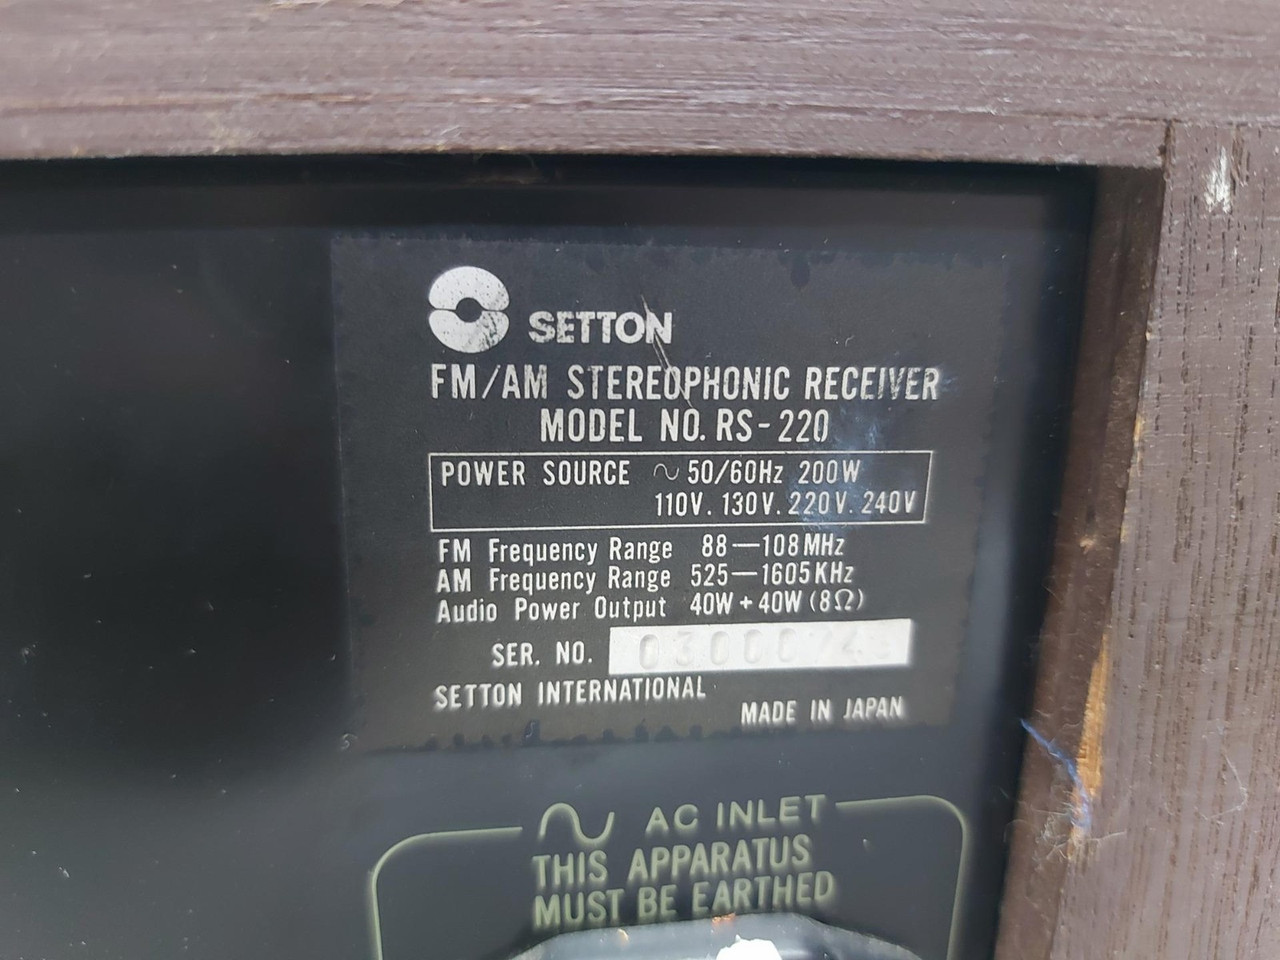 SETTON
FM/AM STEREOPHONIC RECEIVER
MODEL NO. RS-220
POWER SOURCE ~ 50/60Hz 200W
110V. 130V. 220V. 240V
FM Frequency Range 88—108MHz
AM Frequency Range 525—1605KHz
Audio Power Output 40W+40W (8Ω)
SER. NO.
SETTON INTERNATIONAL
MADE IN JAPAN
~ AC INLET
THIS APPARATUS
MUST BE EARTHED